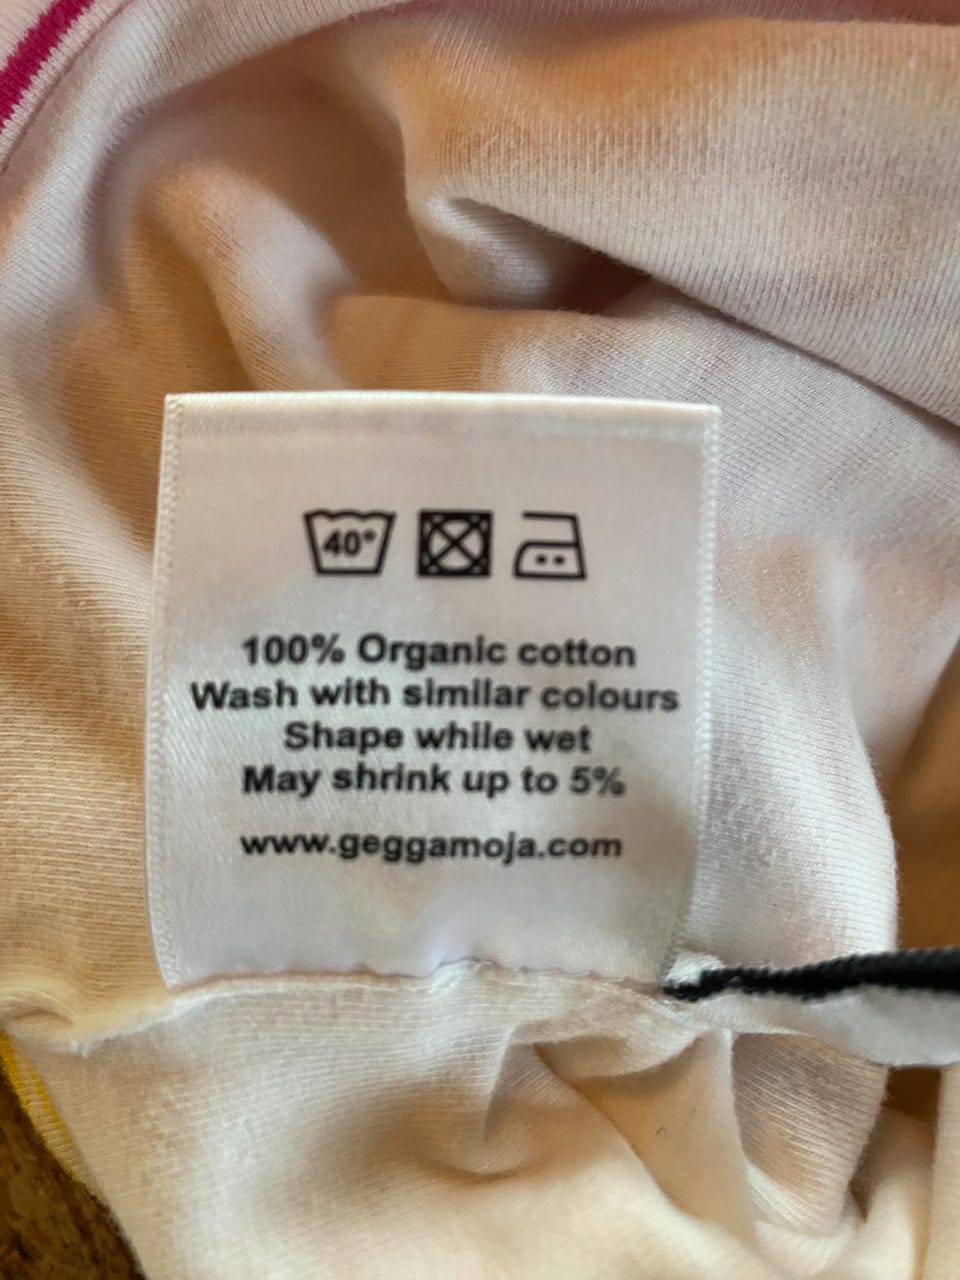 40°
100% Organic cotton
Wash with similar colours
Shape while wet
May shrink up to 5%
www.geggamoja.com